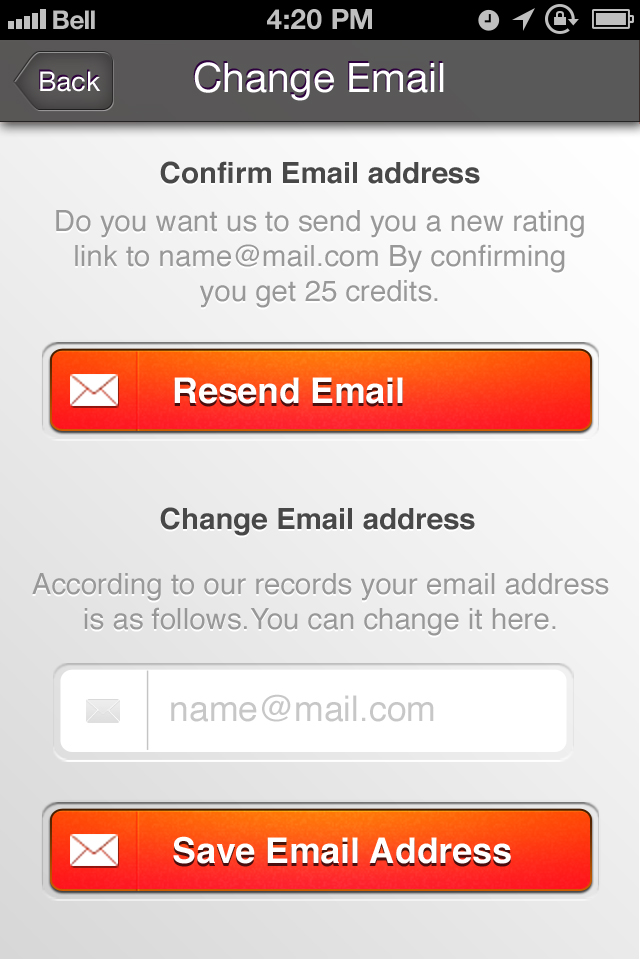 Bell 4:20 PM
Back Change Email
Confirm Email address
Do you want us to send you a new rating
link to name@mail.com By confirming
you get 25 credits.
Resend Email
Change Email address
According to our records your email address
is as follows.You can change it here.
name@mail.com
Save Email Address